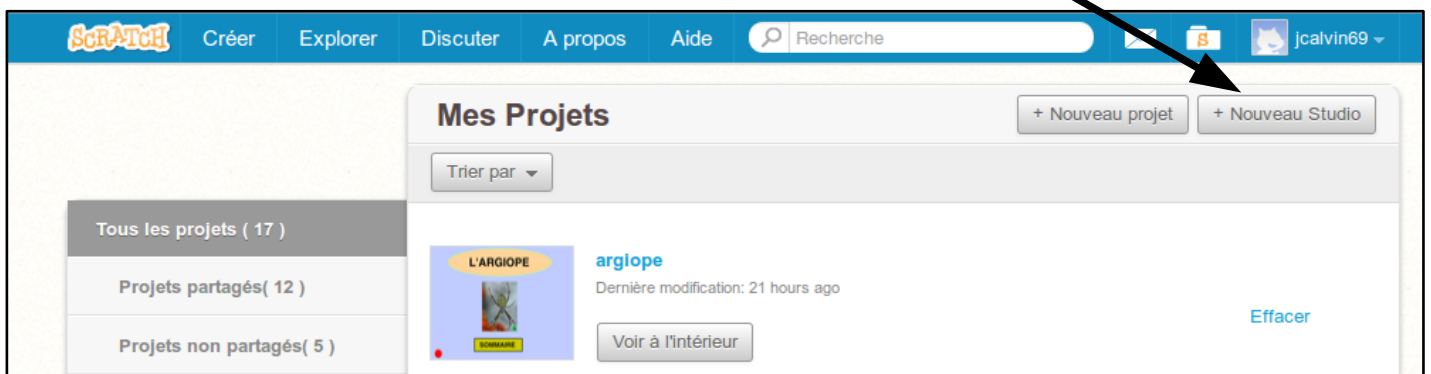 SCRATCH Créer Explorer Discuter A propos Aide Recherche S jcalvin69
Mes Projets + Nouveau projet + Nouveau Studio
Trier par
Tous les projets ( 17 )
Projets partagés( 12 )
Projets non partagés( 5 )
L'ARGIOPE
SOMMAIRE
argiope
Dernière modification: 21 hours ago
Voir à l'intérieur
Effacer